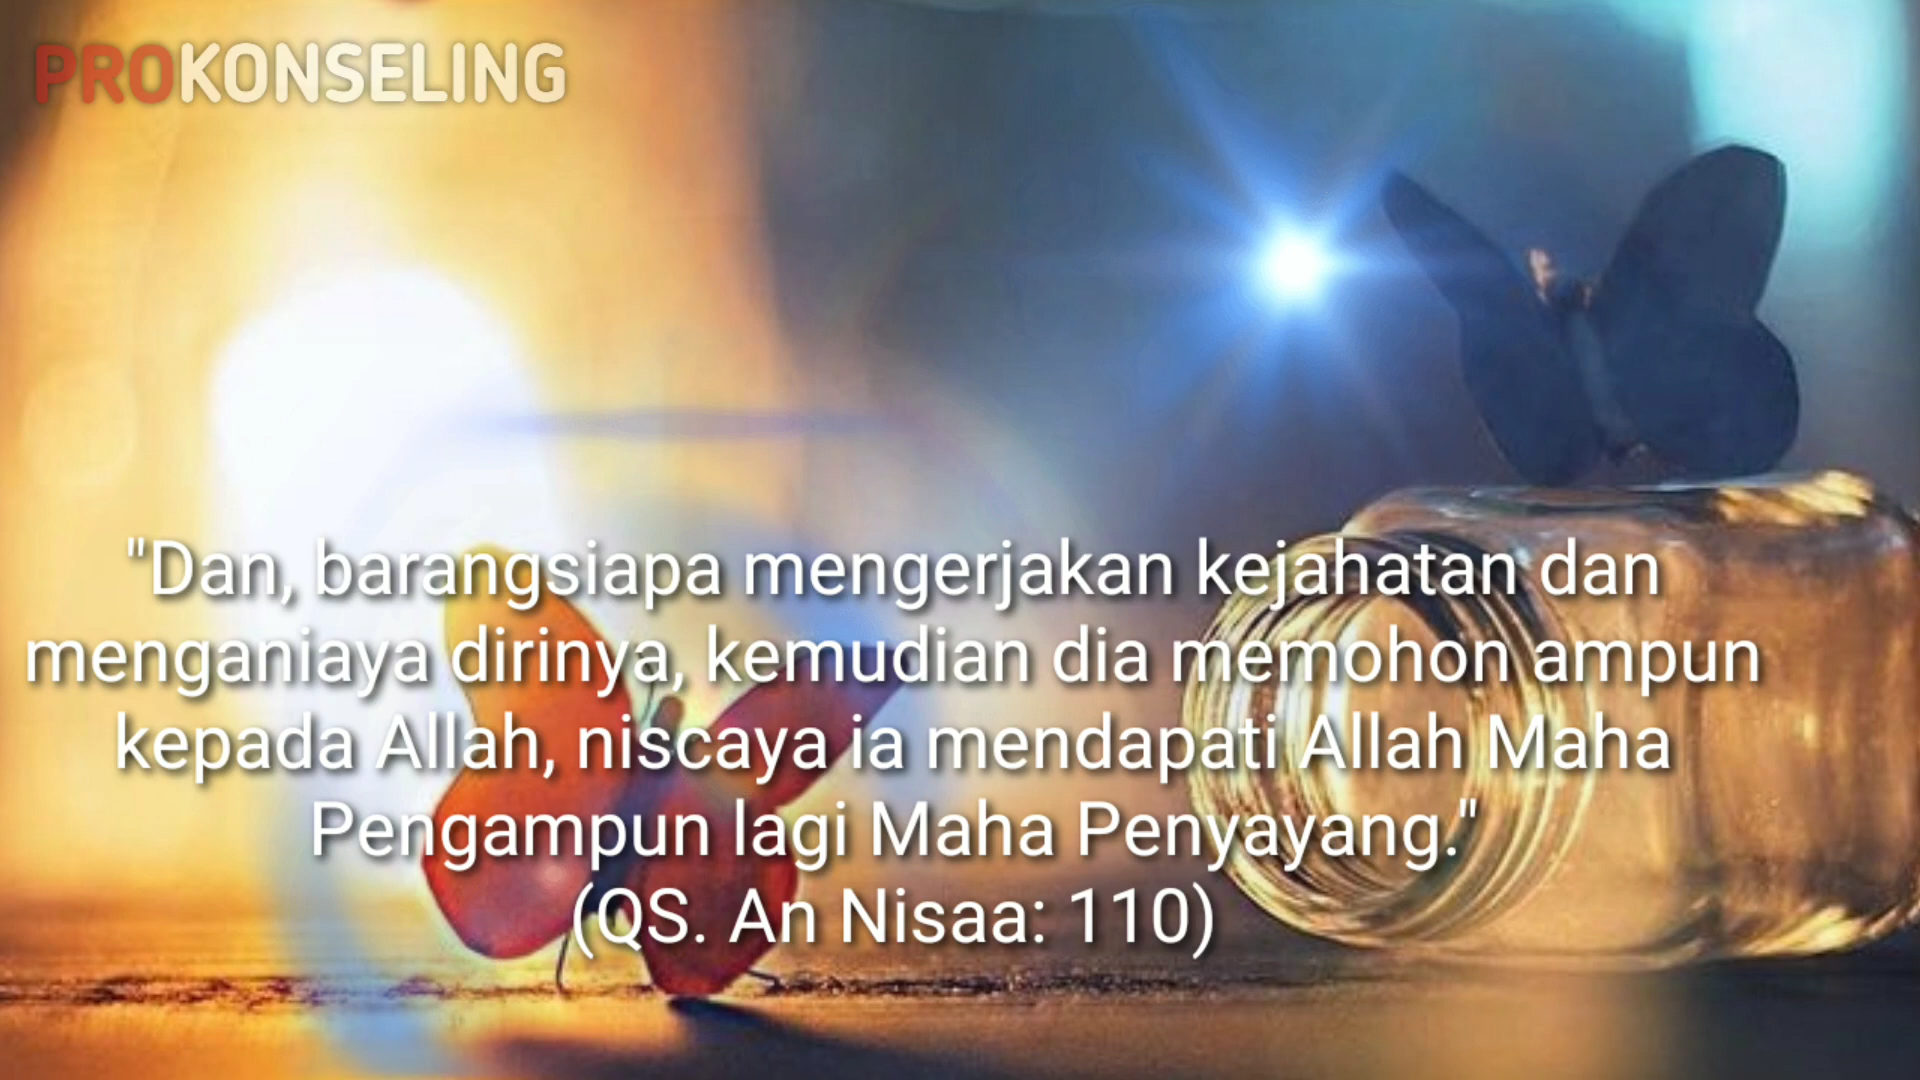 PROKONSELING
"Dan, barangsiapa mengerjakan kejahatan dan
menganiaya dirinya, kemudian dia memohon ampun
kepada Allah, niscaya ia mendapati Allah Maha
Pengampun lagi Maha Penyayang."
(QS. An Nisaa: 110)